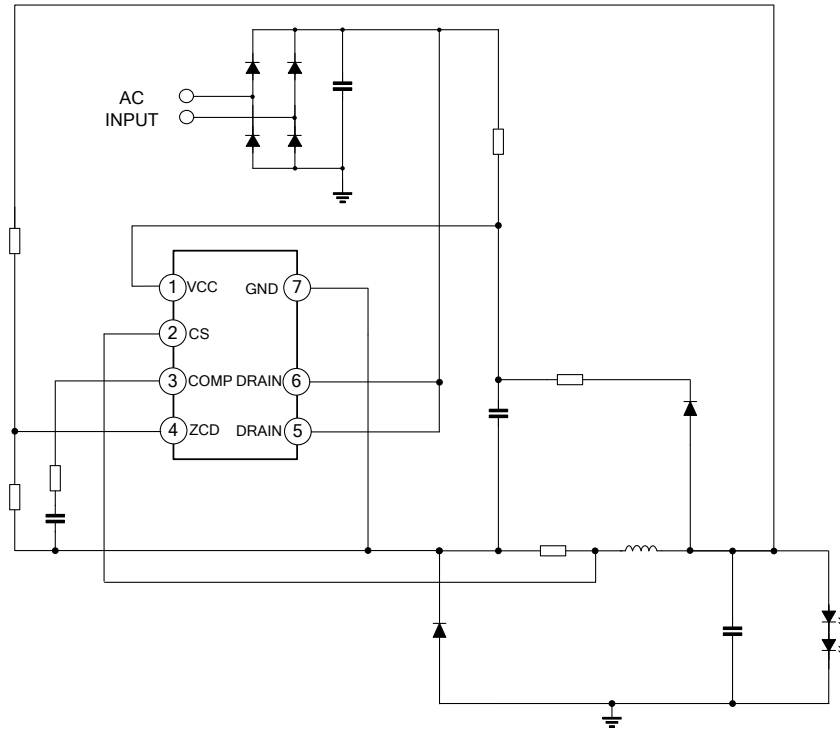 AC
INPUT
1 VCC GND 7
2 CS
3 COMP DRAIN 6
4 ZCD DRAIN 5